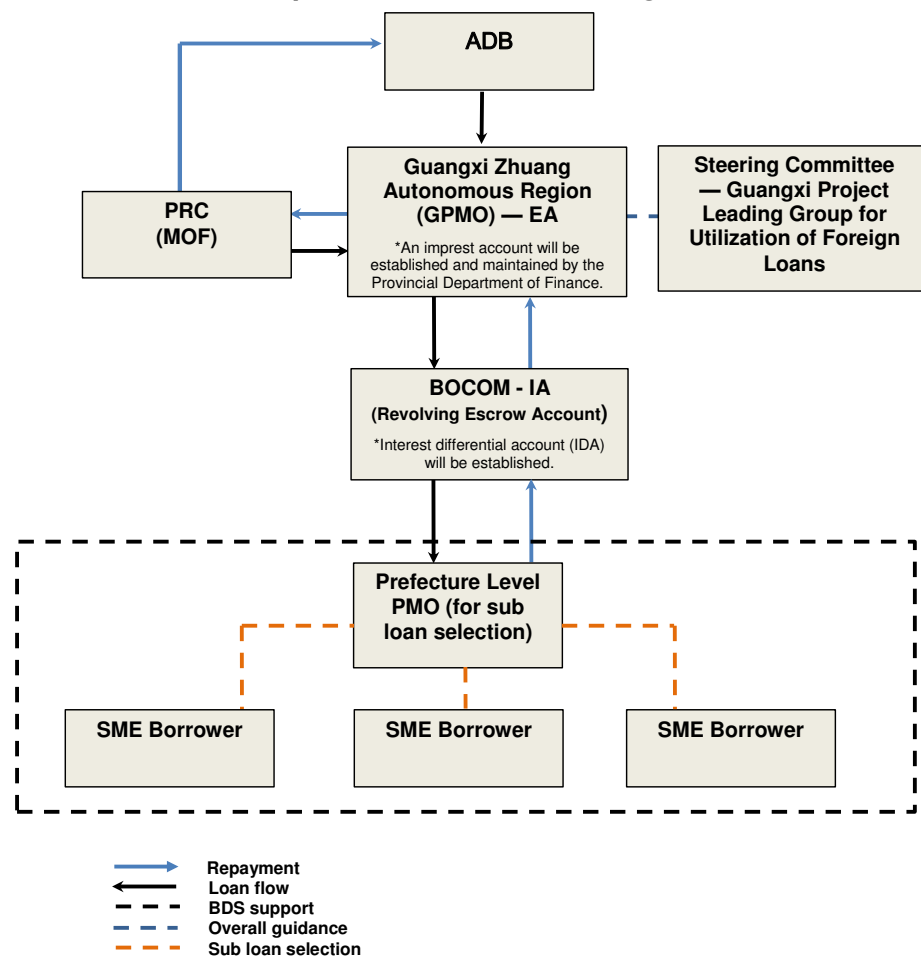 ADB
Guangxi Zhuang
Autonomous Region
(GPMO) — EA
*An imprest account will be
established and maintained by the
Provincial Department of Finance.
Steering Committee
— Guangxi Project
Leading Group for
Utilization of Foreign
Loans
PRC
(MOF)
BOCOM - IA
(Revolving Escrow Account)
*Interest differential account (IDA)
will be established.
Prefecture Level
PMO (for sub
loan selection)
SME Borrower
SME Borrower
SME Borrower
Repayment
Loan flow
BDS support
Overall guidance
Sub loan selection